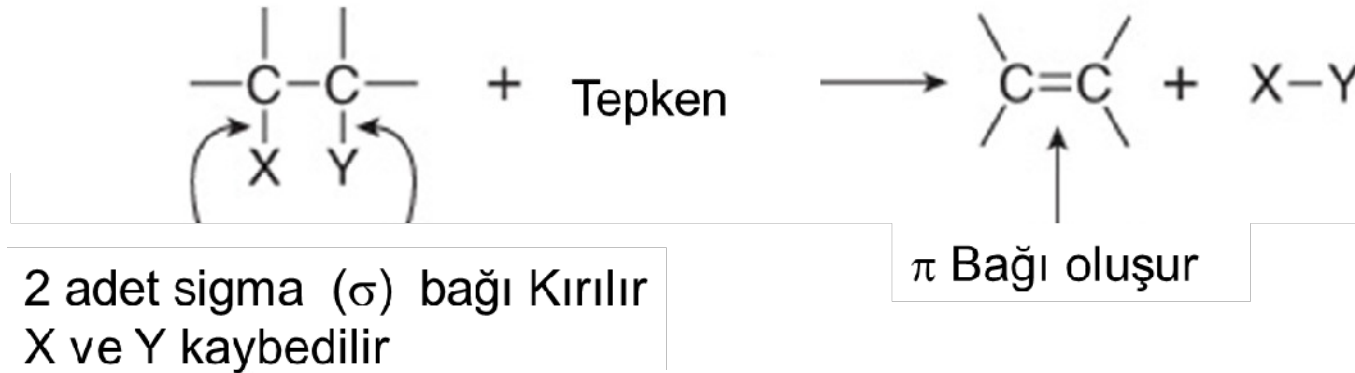 C-C + Tepken C=C + X-Y
X Y
2 adet sigma (σ) bağı Kırılır
X ve Y kaybedilir
π Bağı oluşur